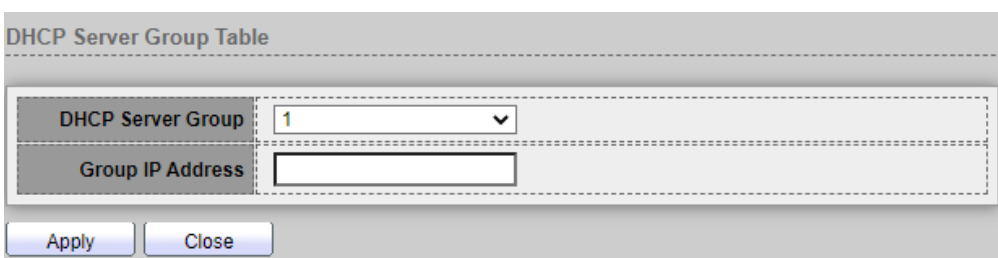 DHCP Server Group Table
DHCP Server Group 1
Group IP Address
Apply Close